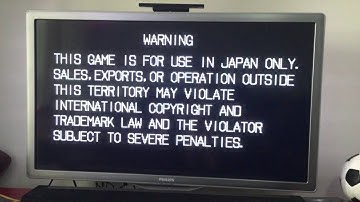 WARNING
THIS GAME IS FOR USE IN JAPAN ONLY.
SALES, EXPORTS, OR OPERATION OUTSIDE
THIS TERRITORY MAY VIOLATE
INTERNATIONAL COPYRIGHT AND
TRADEMARK LAW AND THE VIOLATOR
SUBJECT TO SEVERE PENALTIES.
PHILIPS